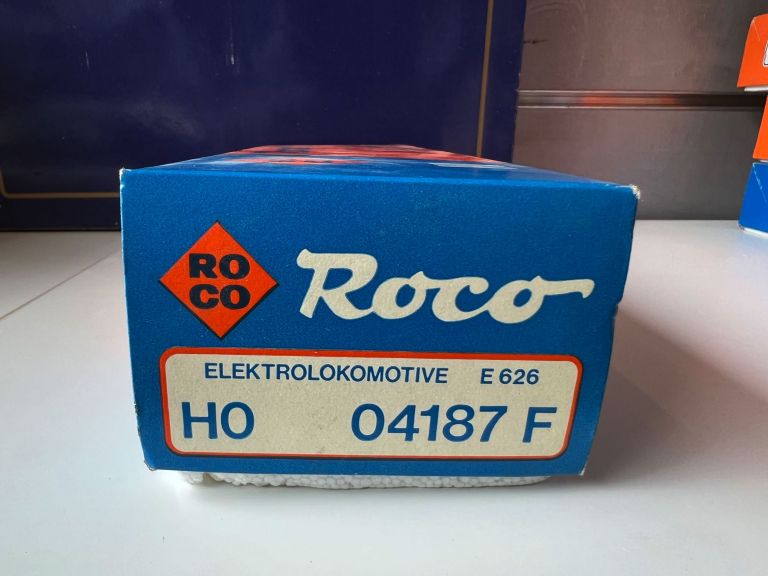 RO
CO
Roco
ELEKTROLOKOMOTIVE E 626
HO 04187 F